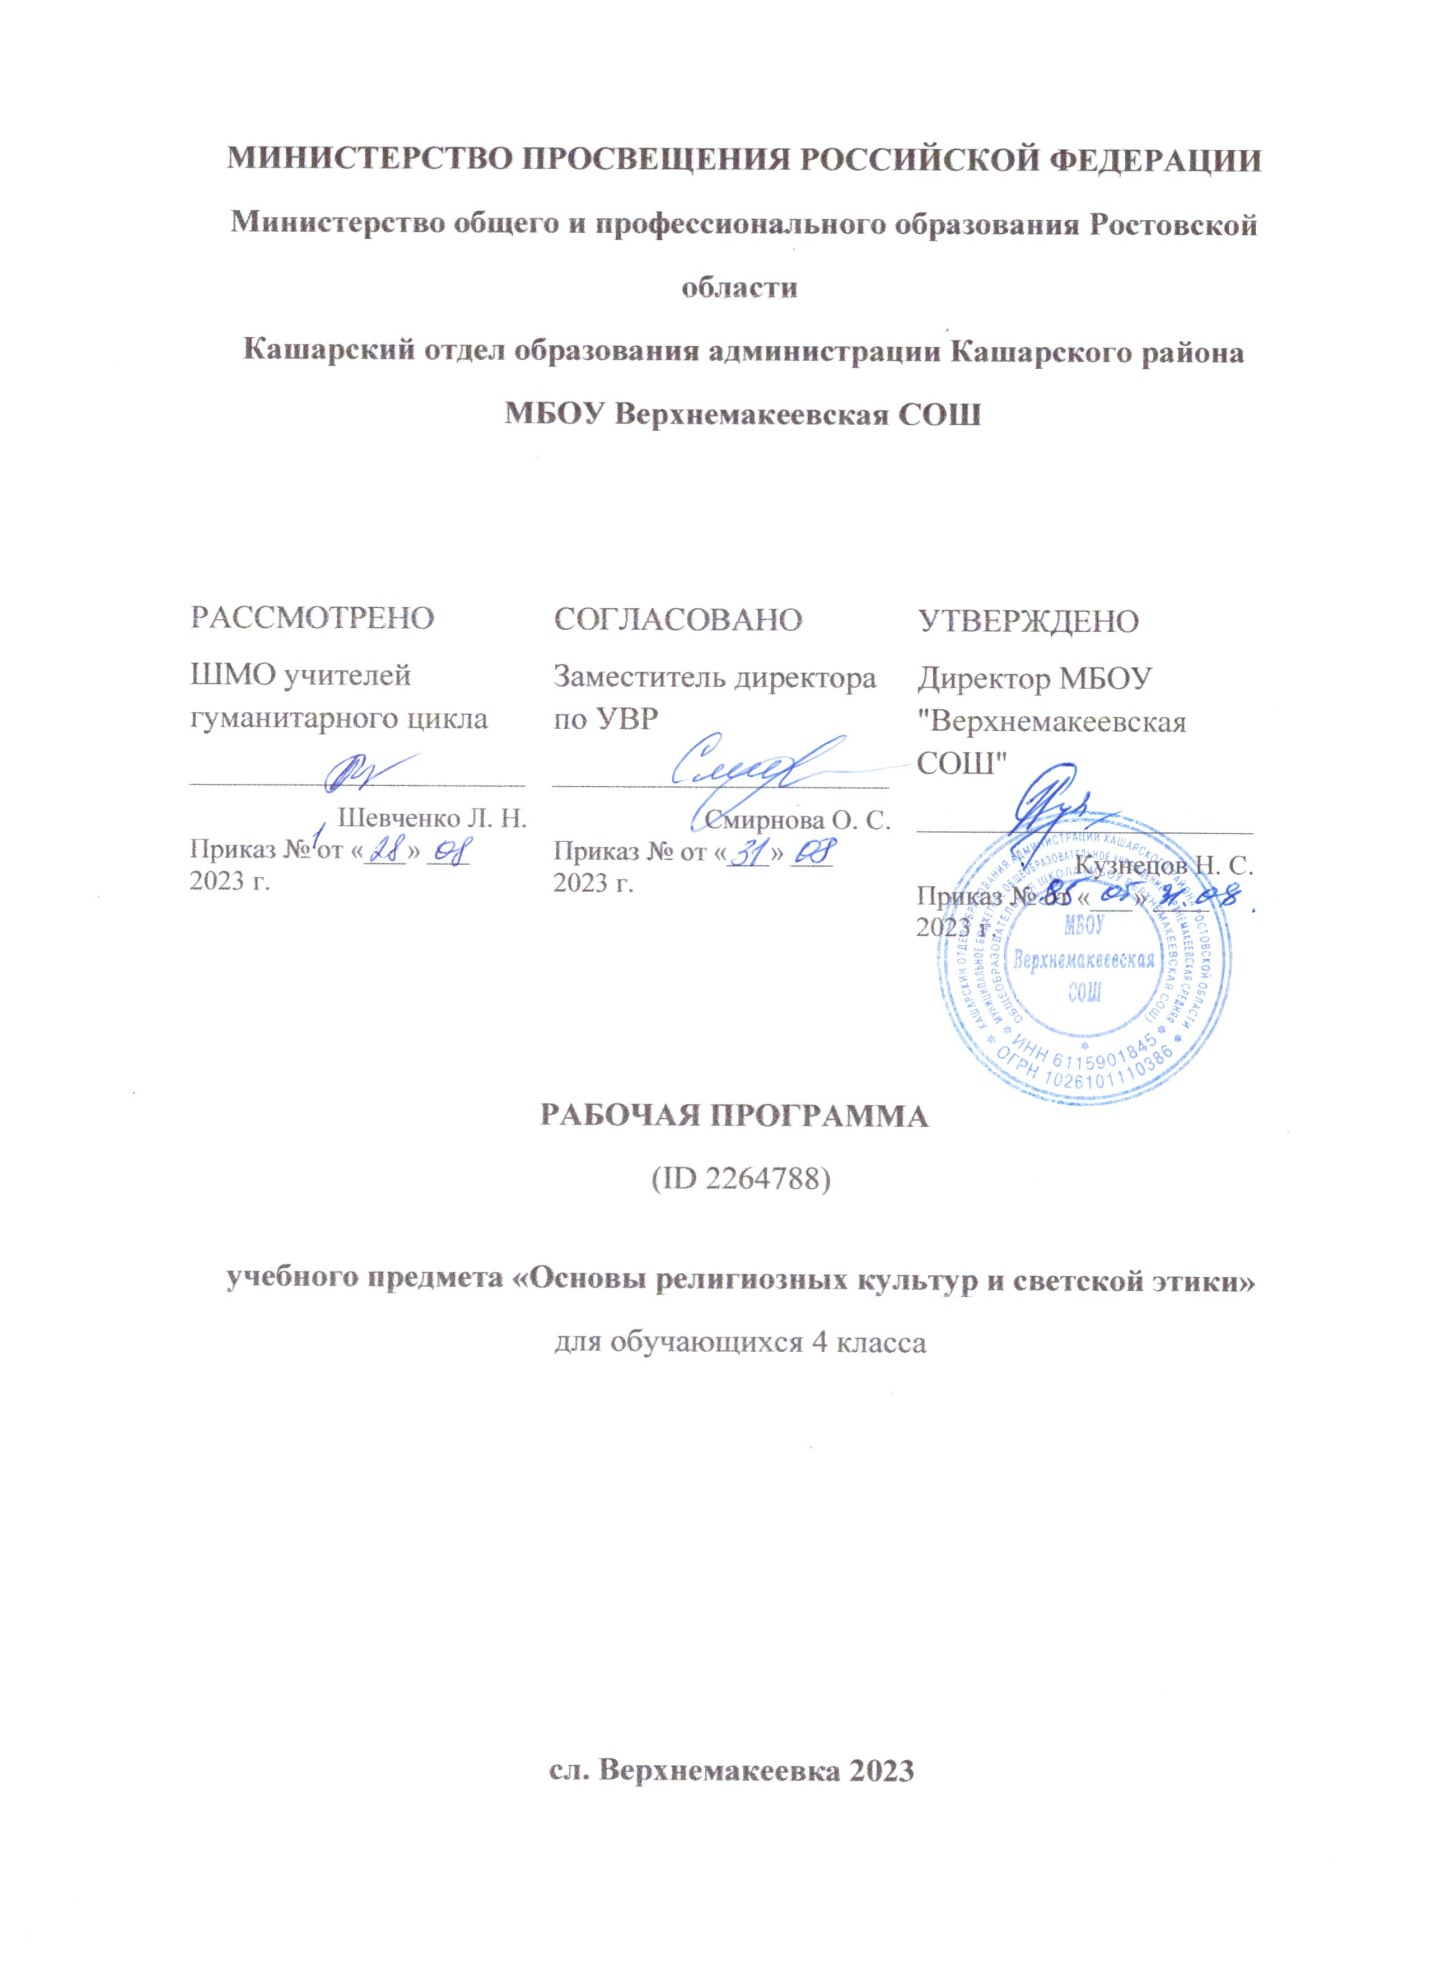 МИНИСТЕРСТВО ПРОСВЕЩЕНИЯ РОССИЙСКОЙ ФЕДЕРАЦИИ
Министерство общего и профессионального образования Ростовской
области
Кашарский отдел образования администрации Кашарского района
МБОУ Верхнемакеевская СОШ
РАССМОТРЕНО
ШМО учителей
гуманитарного цикла
Шевченко Л. Н.
Приказ №1 от «28» 08
2023 г.
СОГЛАСОВАНО
Заместитель директора
по УВР
Смирнова О. С.
Приказ № от «31» 08
2023 г.
УТВЕРЖДЕНО
Директор МБОУ
"Верхнемакеевская
СОШ"
Кузнецов Н. С.
Приказ № 85 от «___» 31.08.
2023 г.
МБОУ
Верхнемакеевская
СОШ
ИНН 6115901845
ОГРН 1026101110386
РАБОЧАЯ ПРОГРАММА
(ID 2264788)
учебного предмета «Основы религиозных культур и светской этики»
для обучающихся 4 класса
сл. Верхнемакеевка 2023